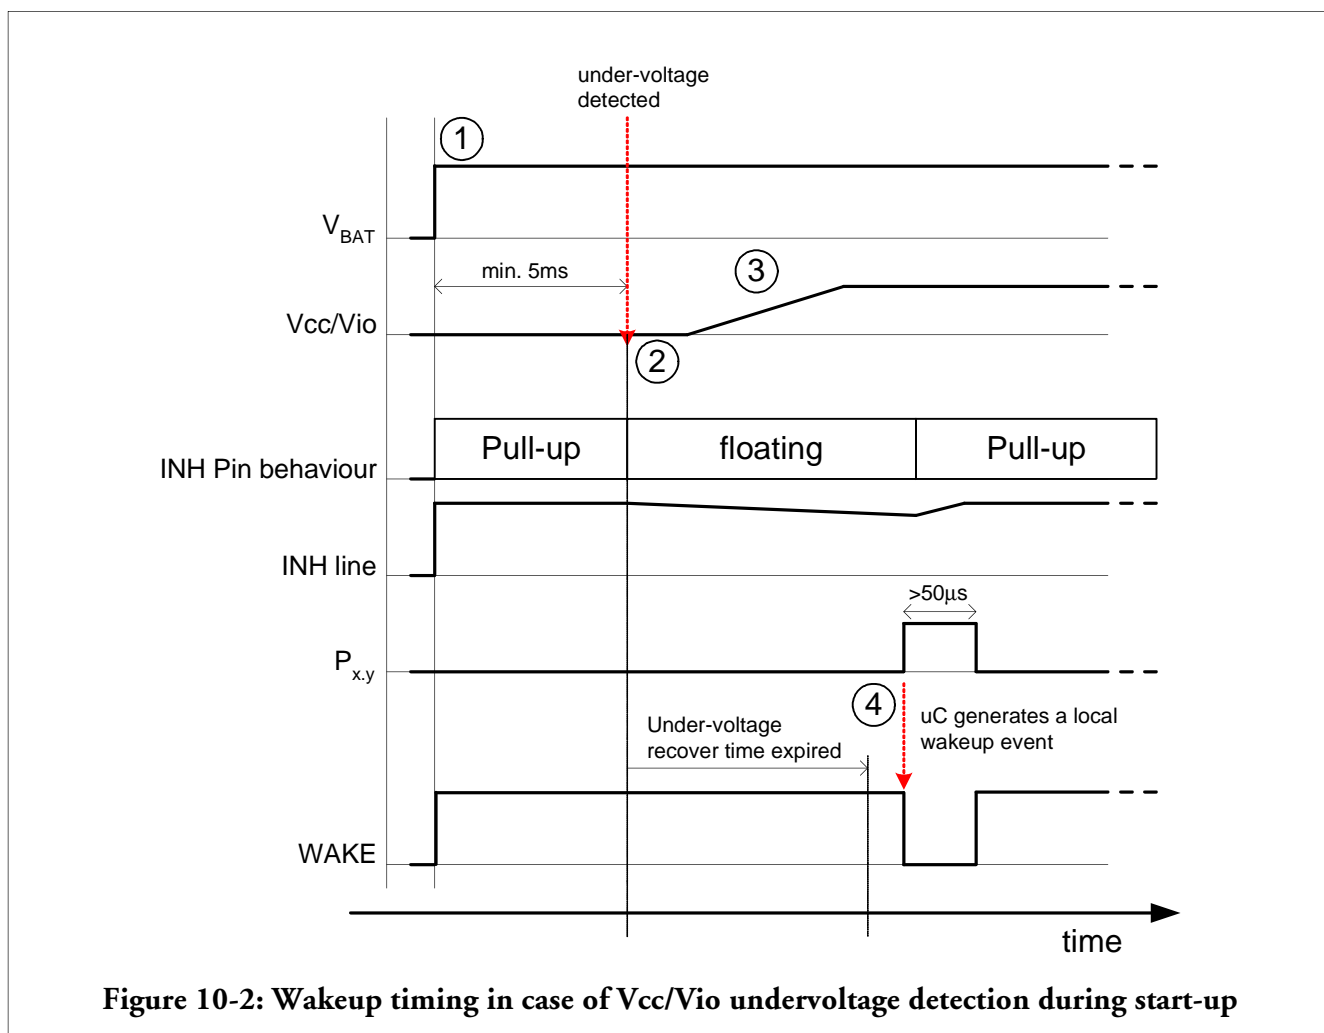 under-voltage
detected
1
V_BAT
min. 5ms
3
Vcc/Vio
2
Pull-up
floating
Pull-up
INH Pin behaviour
INH line
>50μs
P_x.y
4
uC generates a local
wakeup event
Under-voltage
recover time expired
WAKE
time
Figure 10-2: Wakeup timing in case of Vcc/Vio undervoltage detection during start-up